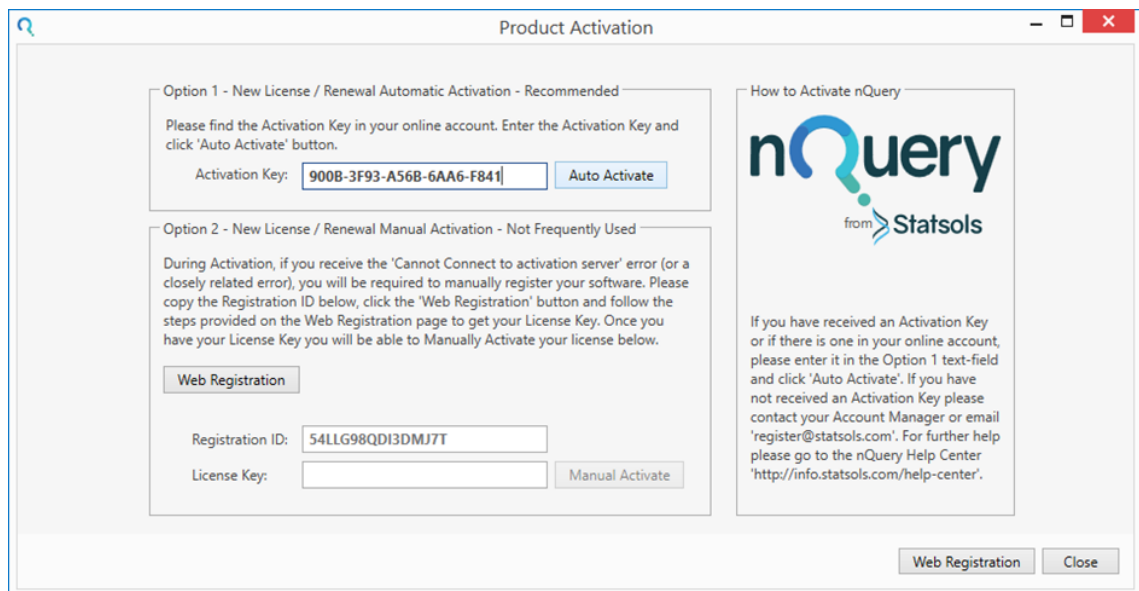 Product Activation
Option 1 - New License / Renewal Automatic Activation - Recommended
Please find the Activation Key in your online account. Enter the Activation Key and
click 'Auto Activate' button.
Activation Key: 900B-3F93-A56B-6AA6-F841 Auto Activate
Option 2 - New License / Renewal Manual Activation - Not Frequently Used
During Activation, if you receive the 'Cannot Connect to activation server' error (or a
closely related error), you will be required to manually register your software. Please
copy the Registration ID below, click the 'Web Registration' button and follow the
steps provided on the Web Registration page to get your License Key. Once you
have your License Key you will be able to Manually Activate your license below.
Web Registration
Registration ID: 54LLG98QDI3DMJ7T
License Key: Manual Activate
How to Activate nQuery
nQuery
from Statsols
If you have received an Activation Key
or if there is one in your online account,
please enter it in the Option 1 text-field
and click 'Auto Activate'. If you have
not received an Activation Key please
contact your Account Manager or email
'register@statsols.com'. For further help
please go to the nQuery Help Center
'http://info.statsols.com/help-center'.
Web Registration Close